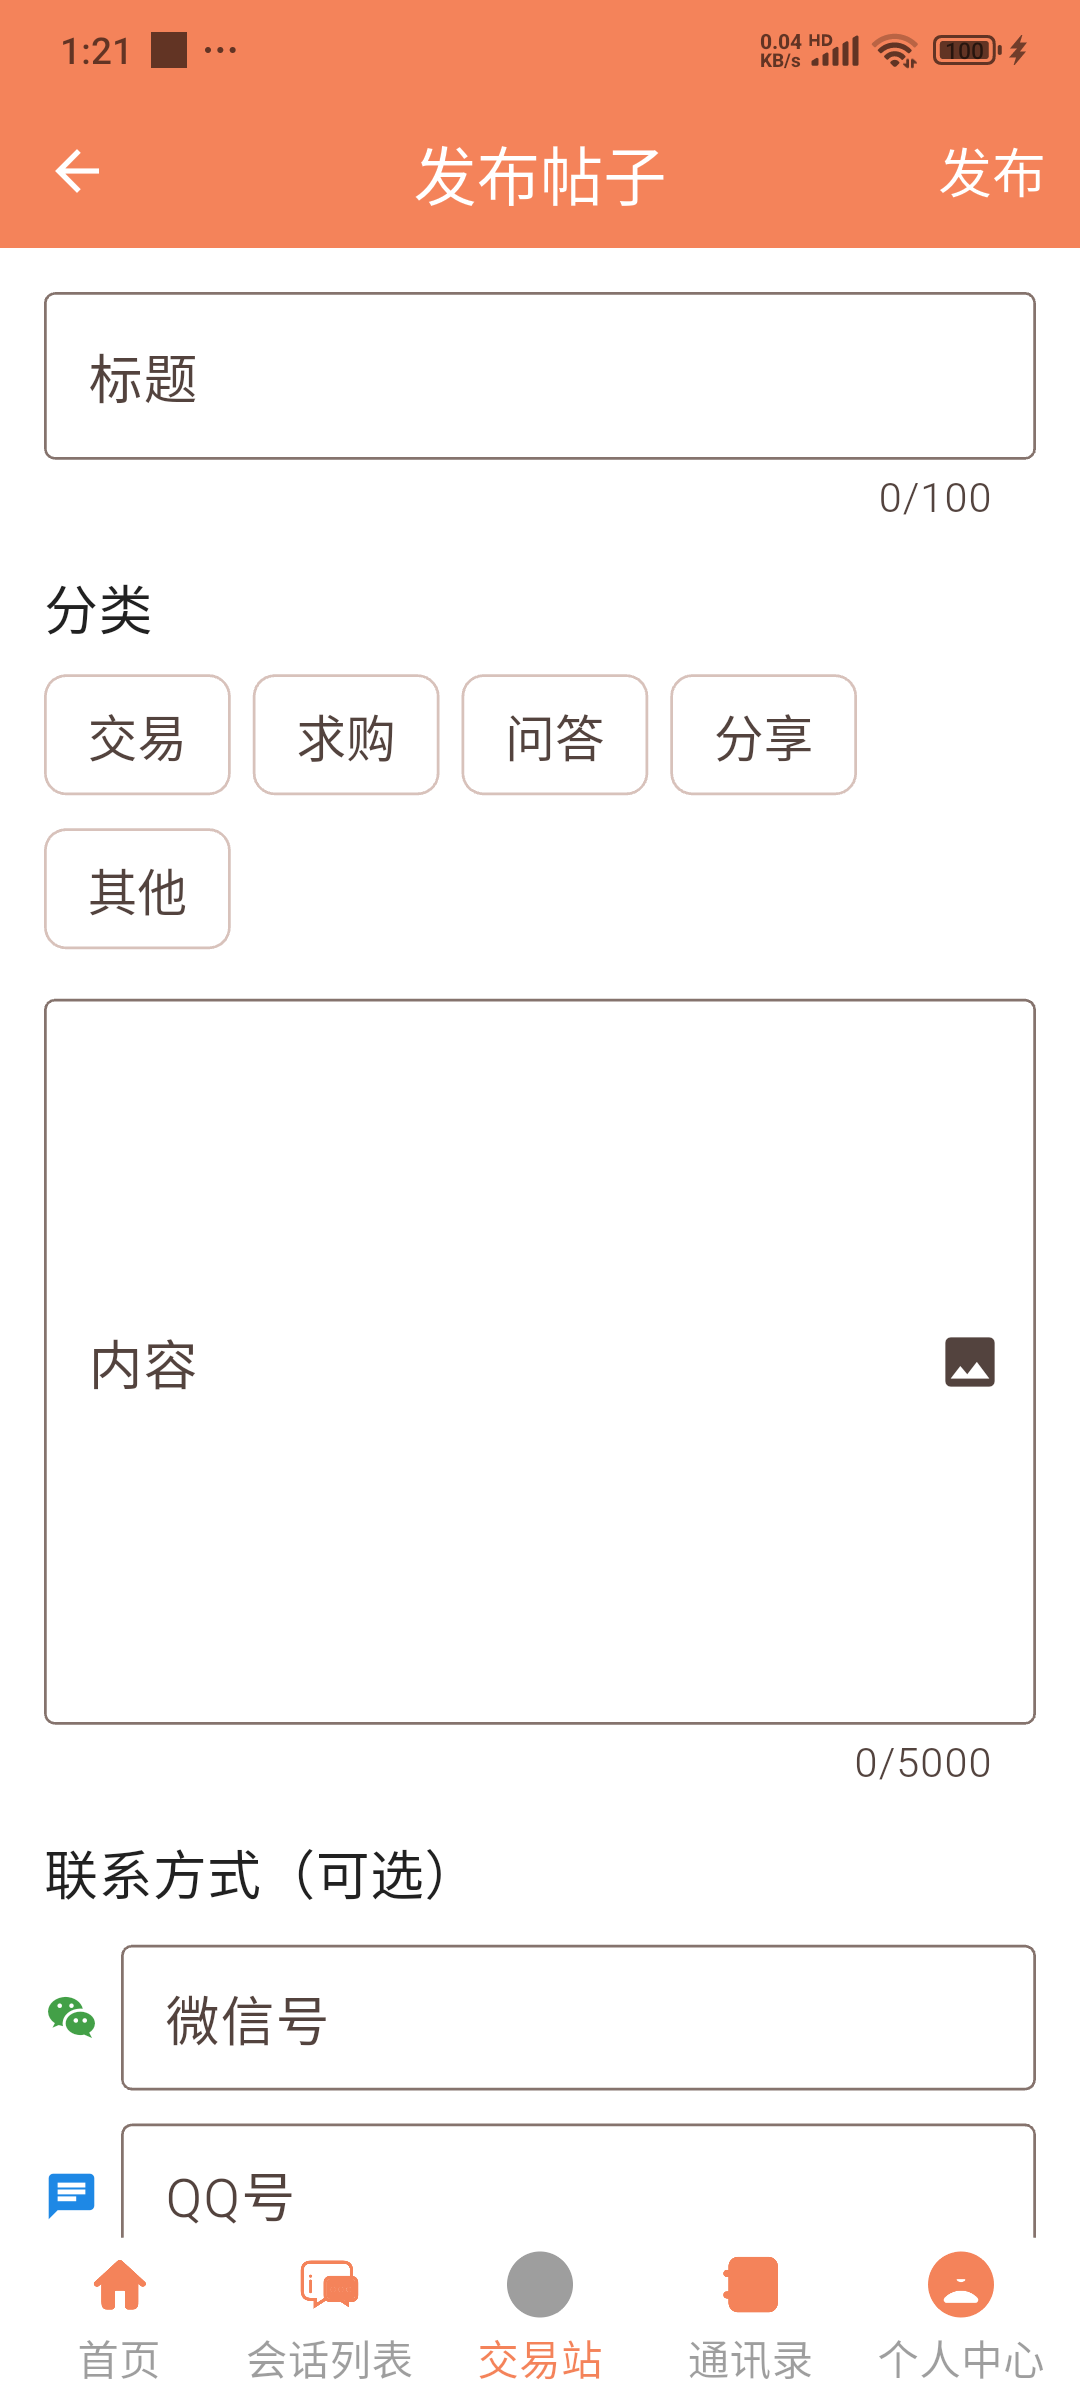 1:21 ··· 0.04 KB/s HD 100
发布帖子 发布
标题
0/100
分类
交易 求购 问答 分享
其他
内容
0/5000
联系方式（可选）
微信号
QQ号
首页 会话列表 交易站 通讯录 个人中心